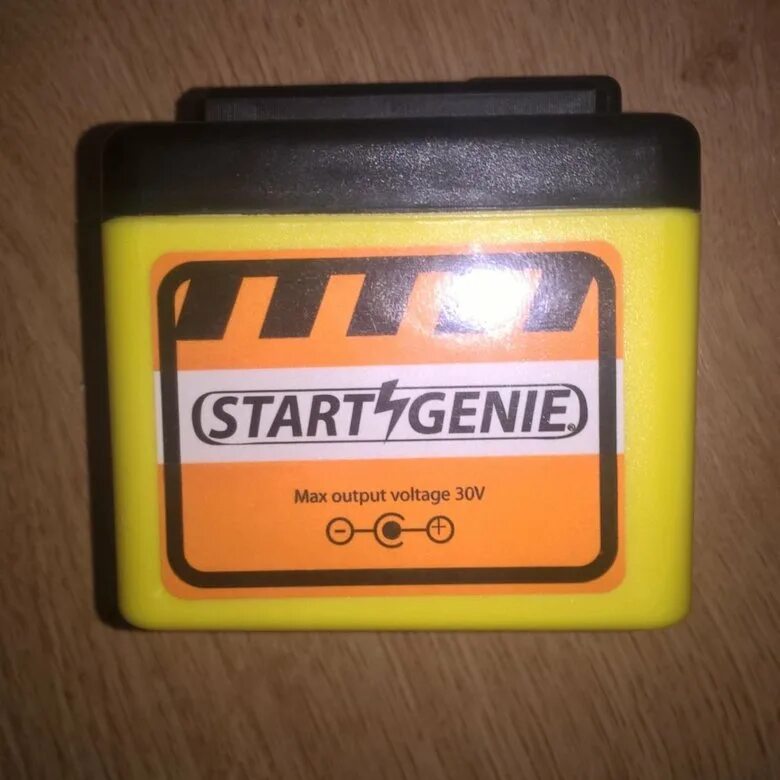 START GENIE®
Max output voltage 30V
- +